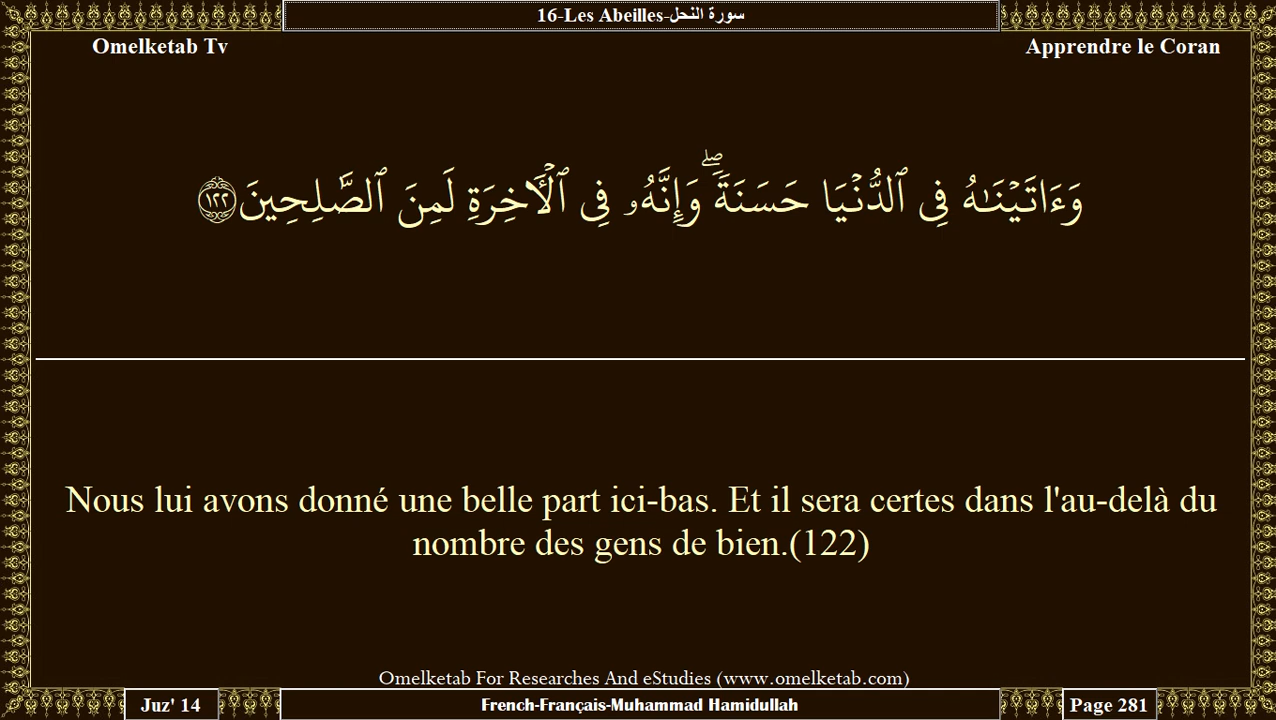 16-Les Abeilles-سورة النحل
Omelketab Tv
Apprendre le Coran
وَءَاتَيْنَـٰهُ فِى ٱلدُّنْيَا حَسَنَةً ۖ وَإِنَّهُۥ فِى ٱلْـَٔاخِرَةِ لَمِنَ ٱلصَّـٰلِحِينَ ١٢٢
Nous lui avons donné une belle part ici-bas. Et il sera certes dans l'au-delà du
nombre des gens de bien.(122)
Omelketab For Researches And eStudies (www.omelketab.com)
Juz' 14
French-Français-Muhammad Hamidullah
Page 281